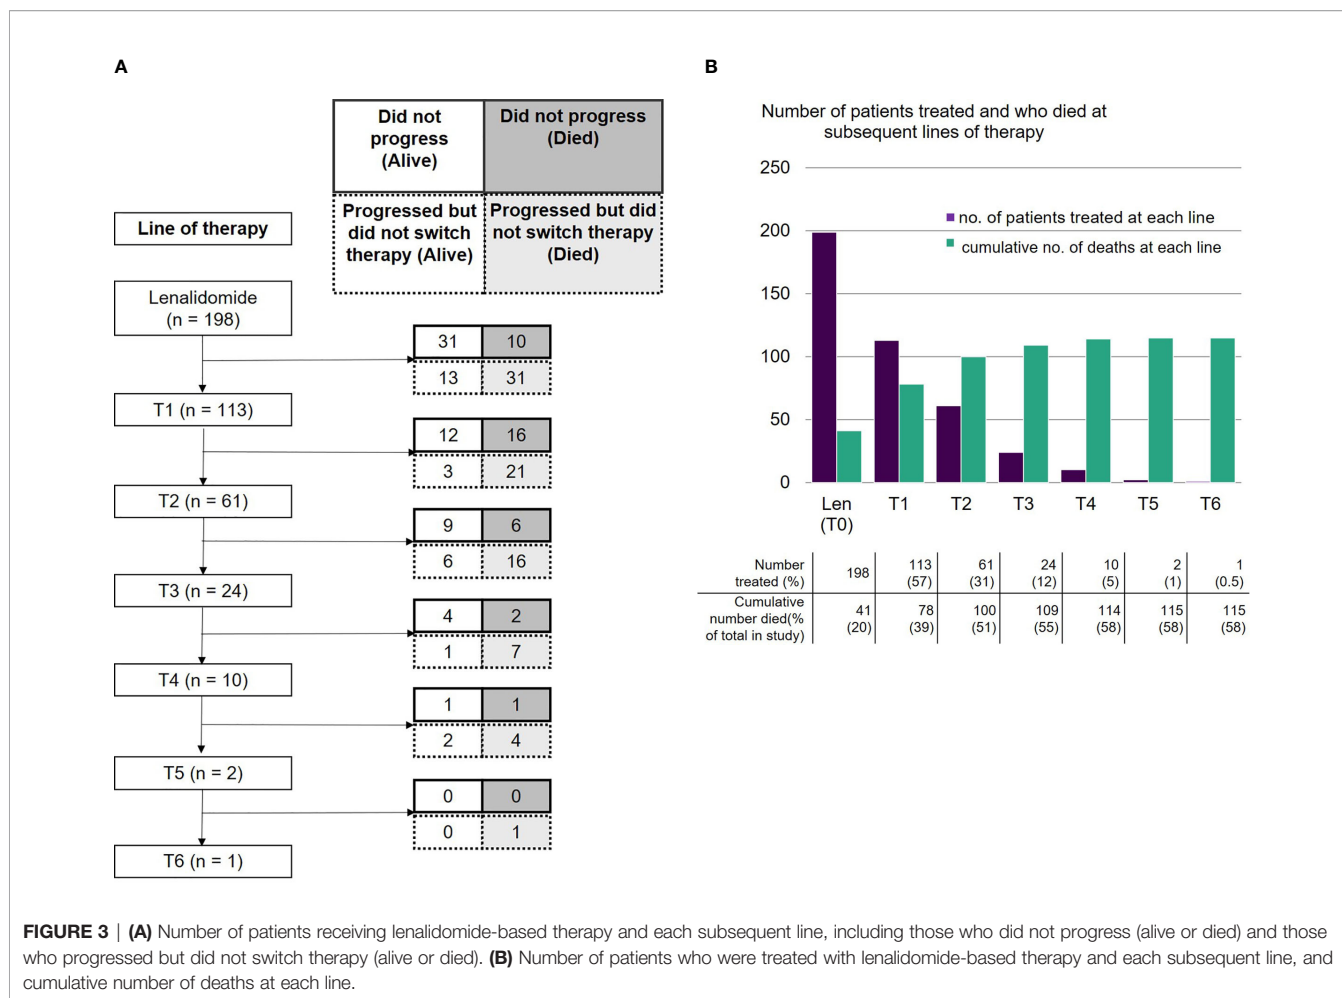 A
Did not
progress
(Alive)
Did not progress
(Died)
Progressed but
did not switch
therapy (Alive)
Progressed but did
not switch therapy
(Died)
Line of therapy
Lenalidomide
(n = 198)
31 10
13 31
T1 (n = 113)
12 16
3 21
T2 (n = 61)
9 6
6 16
T3 (n = 24)
4 2
1 7
T4 (n = 10)
1 1
2 4
T5 (n = 2)
0 0
0 1
T6 (n = 1)
B
Number of patients treated and who died at
subsequent lines of therapy
250
200
150
100
50
0
no. of patients treated at each line
cumulative no. of deaths at each line
Len T1 T2 T3 T4 T5 T6
(T0)
Number 113 61 24 10 2 1
treated (%) 198 (57) (31) (12) (5) (1) (0.5)
Cumulative
number died(% 41 78 100 109 114 115 115
of total in study) (20) (39) (51) (55) (58) (58) (58)
FIGURE 3 | (A) Number of patients receiving lenalidomide-based therapy and each subsequent line, including those who did not progress (alive or died) and those
who progressed but did not switch therapy (alive or died). (B) Number of patients who were treated with lenalidomide-based therapy and each subsequent line, and
cumulative number of deaths at each line.